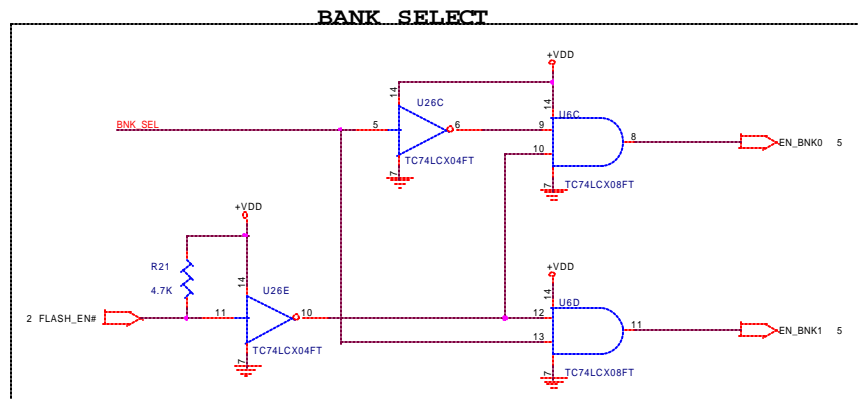 BANK SELECT
+VDD
14
U26C
14
U6C
BNK_SEL
5
6
9
8
EN_BNK0 5
10
7
TC74LCX04FT
7
TC74LCX08FT
+VDD
+VDD
R21
4.7K
14
U26E
14
U6D
2 FLASH_EN#
11
10
12
11
EN_BNK1 5
13
7
TC74LCX04FT
7
TC74LCX08FT